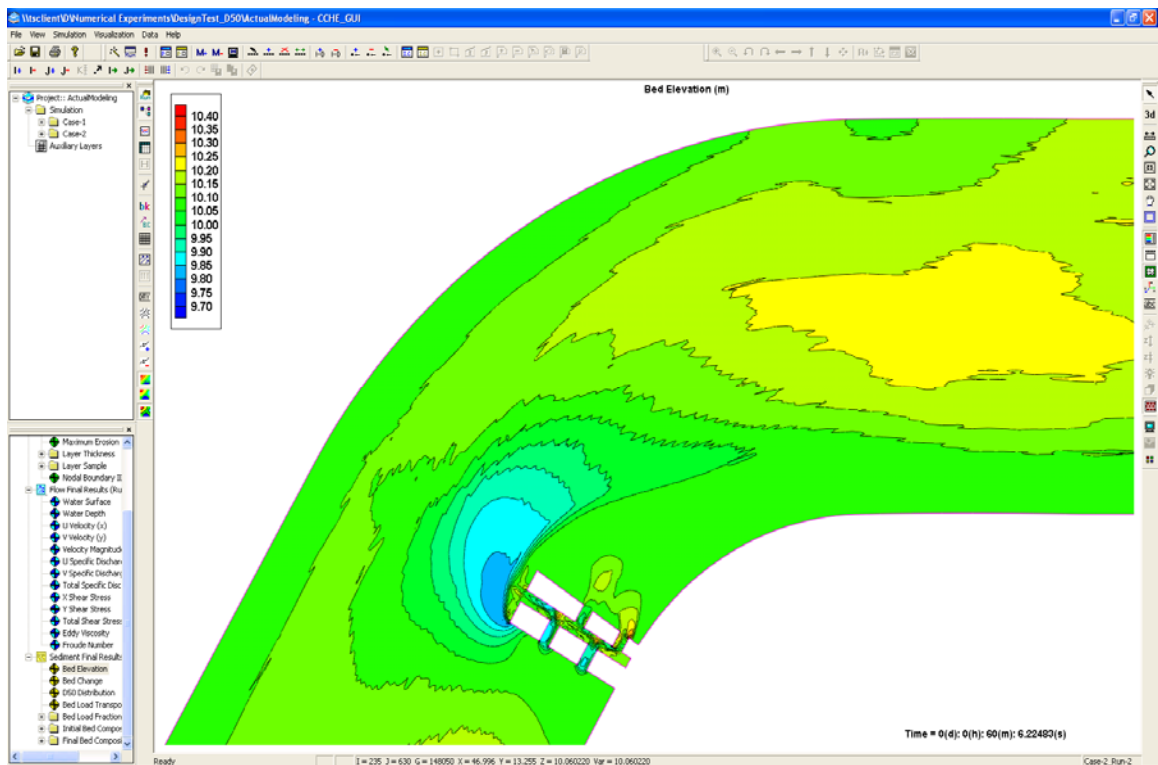 \\tsclient\D\Numerical Experiments\DesignTest_D50\ActualModeling - CCHE_GUI
File View Simulation Visualization Data Help
Project:: ActualModeling
Simulation
Case-1
Case-2
Auxiliary Layers
Maximum Erosion
Layer Thickness
Layer Sample
Nodal Boundary I
Flow Final Results (Ru
Water Surface
Water Depth
U Velocity (x)
V Velocity (y)
Velocity Magnitud
U Specific Dischar
V Specific Discharg
Total Specific Disc
X Shear Stress
Y Shear Stress
Total Shear Stress
Eddy Viscosity
Froude Number
Sediment Final Results
Bed Elevation
Bed Change
D50 Distribution
Bed Load Transpo
Bed Load Fraction
Initial Bed Compos
Final Bed Composi
3d
bk
Bed Elevation (m)
10.40
10.35
10.30
10.25
10.20
10.15
10.10
10.05
10.00
9.95
9.90
9.85
9.80
9.75
9.70
Time = 0(d): 0(h): 60(m): 6.22483(s)
Ready
I = 235 J = 630 G = 148050 X = 46.996 Y = 13.255 Z = 10.060220 Var = 10.060220
Case-2_Run-2